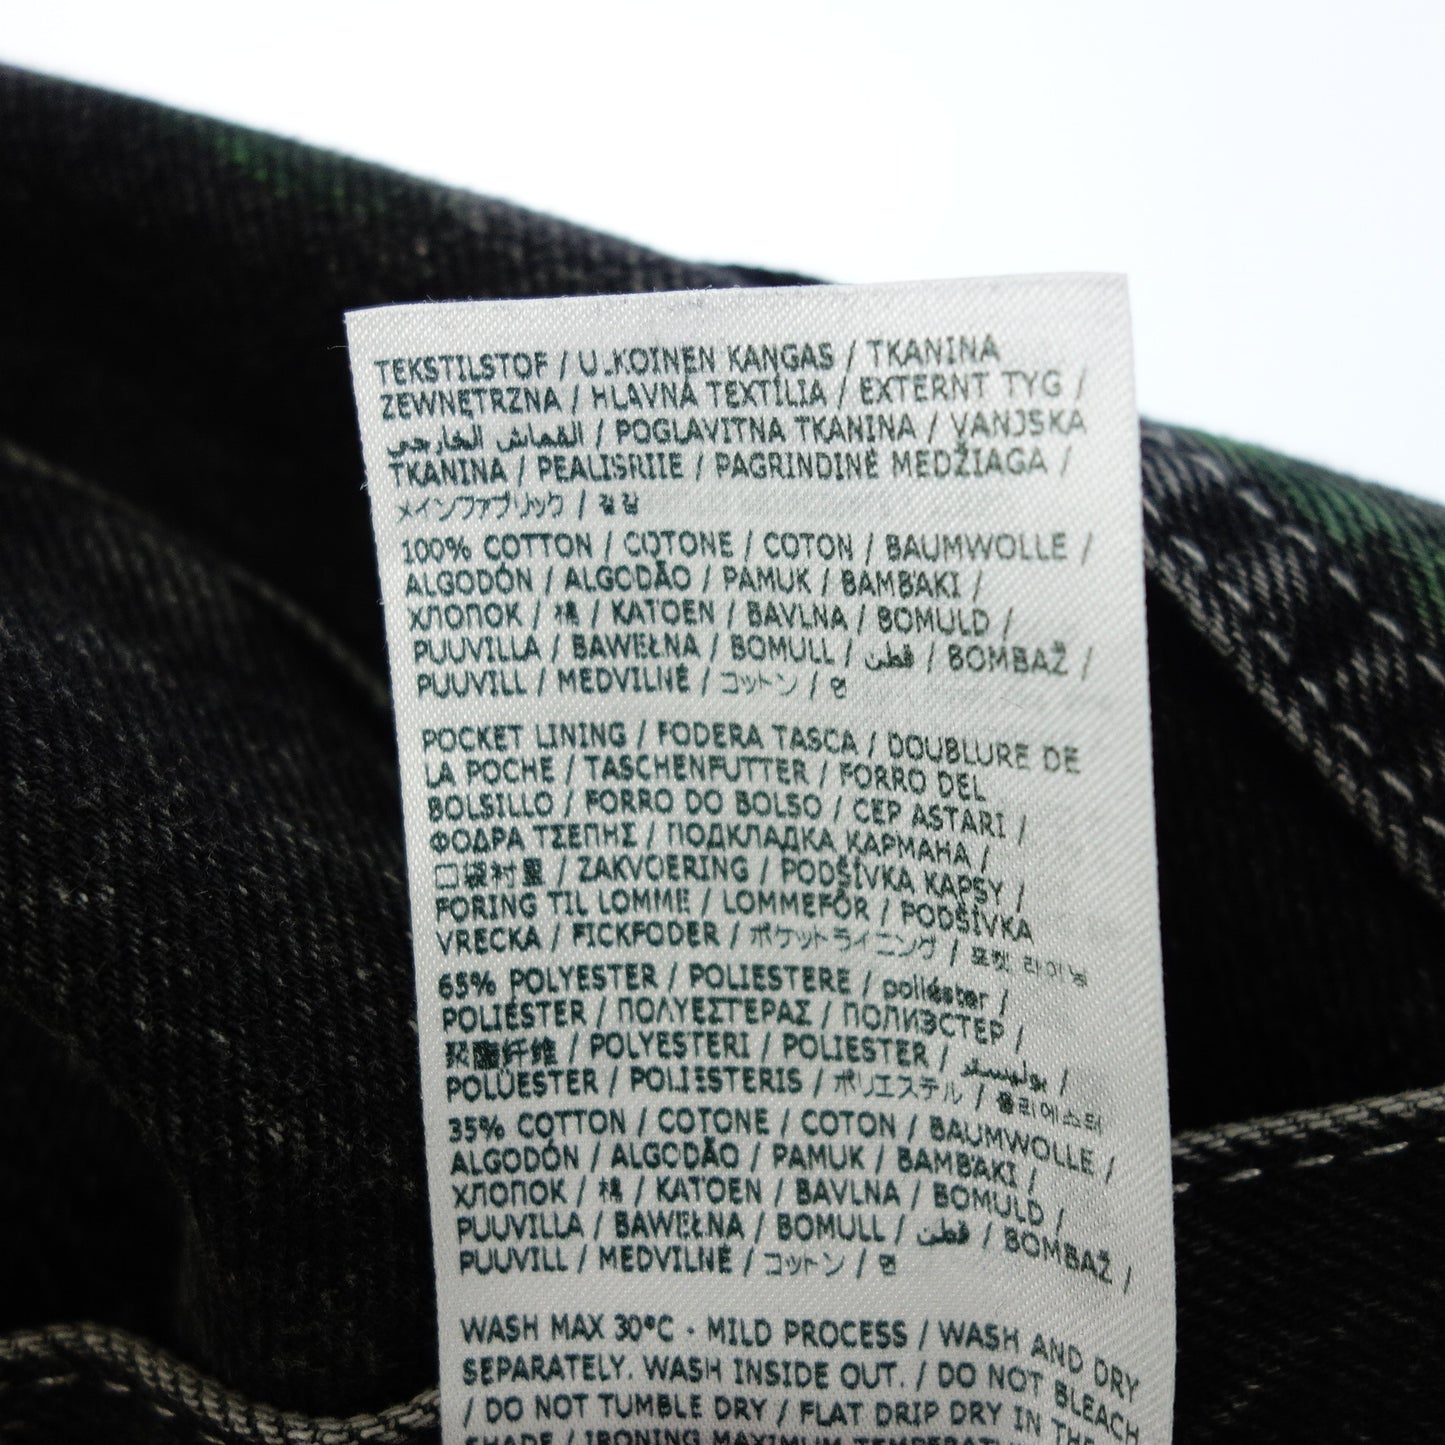 TEKSTILSTOF / ULKOINEN KANGAS / TKANINA
ZEWNĘTRZNA / HLAVNÁ TEXTÍLIA / EXTERNT TYG /
القماش الخارجي / POGLAVITNA TKANINA / VANJSKA
TKANINA / PEALISRIIE / PAGRINDINĖ MEDŽIAGA /
メインファブリック / 겉감
100% COTTON / COTONE / COTON / BAUMWOLLE /
ALGODÓN / ALGODÃO / PAMUK / ΒΑΜΒΑΚΙ /
ХЛОПОК / 棉 / KATOEN / BAVLNA / BOMULD /
PUUVILLA / BAWEŁNA / BOMULL / قطن / BOMBAŽ /
PUUVILL / MEDVILNĖ / コットン / 면
POCKET LINING / FODERA TASCA / DOUBLURE DE
LA POCHE / TASCHENFUTTER / FORRO DEL
BOLSILLO / FORRO DO BOLSO / CEP ASTARI /
ΦΟΔΡΑ ΤΣΕΠΗΣ / ПОДКЛАДКА КАРМАНА /
口袋衬里 / ZAKVOERING / PODŠÍVKA KAPSY /
FORING TIL LOMME / LOMMEFÔR / PODŠÍVKA
VRECKA / FICKFODER / ポケットライニング / 포켓 라이닝
65% POLYESTER / POLIESTERE / poliéster /
POLIÉSTER / ΠΟΛΥΕΣΤΕΡΑΣ / ПОЛИЭСТЕР /
聚酯纤维 / POLYESTERI / POLIESTER / بوليستر /
POLÜESTER / POLIESTERIS / ポリエステル / 폴리에스터
35% COTTON / COTONE / COTON / BAUMWOLLE /
ALGODÓN / ALGODÃO / PAMUK / ΒΑΜΒΑΚΙ /
ХЛОПОК / 棉 / KATOEN / BAVLNA / BOMULD /
PUUVILLA / BAWEŁNA / BOMULL / قطن / BOMBAŽ /
PUUVILL / MEDVILNĖ / コットン / 면
WASH MAX 30°C - MILD PROCESS / WASH AND DRY
SEPARATELY. WASH INSIDE OUT. / DO NOT BLEACH
/ DO NOT TUMBLE DRY / FLAT DRIP DRY IN THE
SHADE / IRONING MAXIMUM TEMPERATU